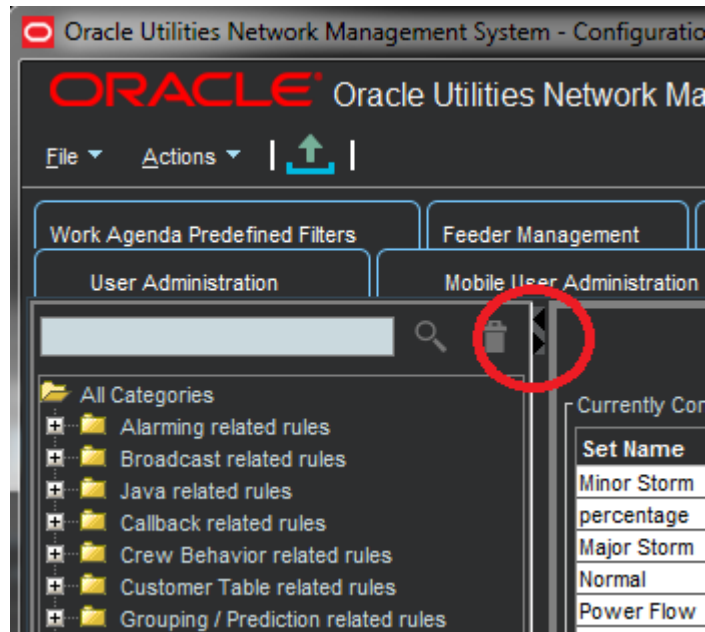 Oracle Utilities Network Management System - Configuratio
ORACLE Oracle Utilities Network Ma
File Actions
Work Agenda Predefined Filters Feeder Management
User Administration Mobile User Administration
All Categories
Currently Con
Alarming related rules
Set Name
Broadcast related rules
Minor Storm
Java related rules
percentage
Callback related rules
Major Storm
Crew Behavior related rules
Normal
Customer Table related rules
Power Flow
Grouping / Prediction related rules